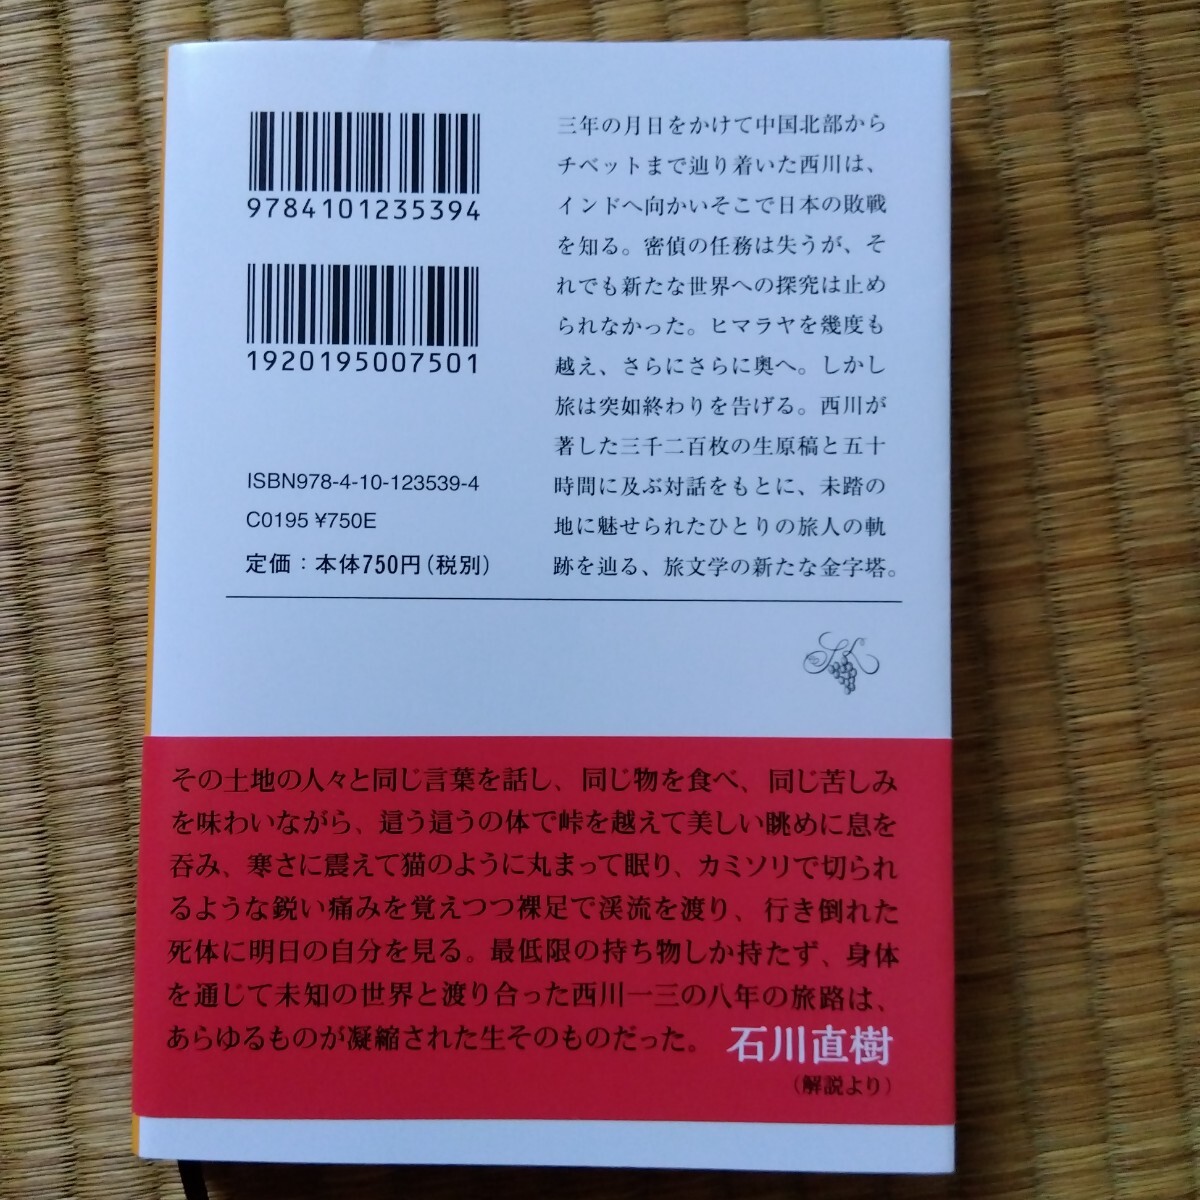 9784101235394
1920195007501
ISBN978-4-10-123539-4
C0195 ¥750E
定価：本体750円（税別）
三年の月日をかけて中国北部から
チベットまで辿り着いた西川は、
インドへ向かいそこで日本の敗戦
を知る。密偵の任務は失うが、そ
れでも新たな世界への探究は止め
られなかった。ヒマラヤを幾度も
越え、さらにさらに奥へ。しかし
旅は突如終わりを告げる。西川が
著した三千二百枚の生原稿と五十
時間に及ぶ対話をもとに、未踏の
地に魅せられたひとりの旅人の軌
跡を辿る、旅文学の新たな金字塔。
その土地の人々と同じ言葉を話し、同じ物を食べ、同じ苦しみ
を味わいながら、這う這うの体で峠を越えて美しい眺めに息を
呑み、寒さに震えて猫のように丸まって眠り、カミソリで切られ
るような鋭い痛みを覚えつつ裸足で渓流を渡り、行き倒れた
死体に明日の自分を見る。最低限の持ち物しか持たず、身体
を通じて未知の世界と渡り合った西川一三の八年の旅路は、
あらゆるものが凝縮された生そのものだった。
石川直樹
（解説より）